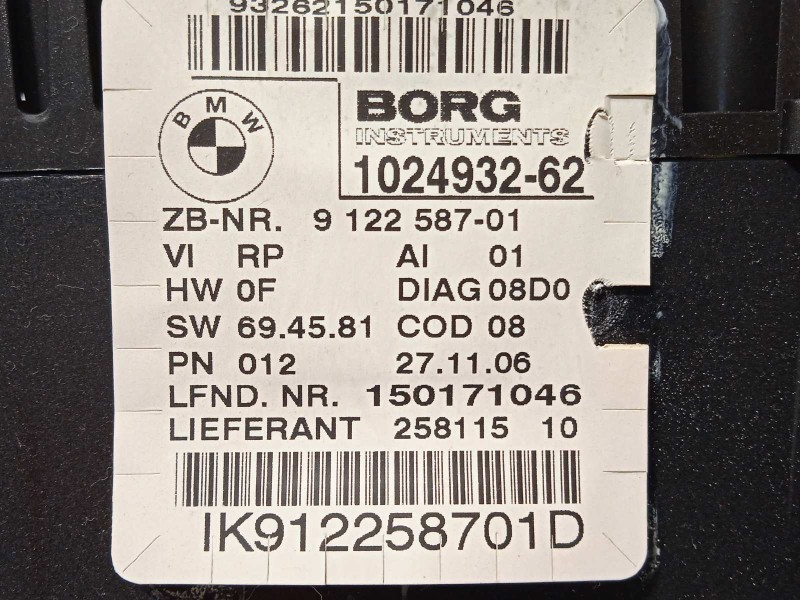 93262150171046
BMW
BORG
INSTRUMENTS
1024932-62
ZB-NR. 9 122 587-01
VI RP AI 01
HW 0F DIAG 08D0
SW 69.45.81 COD 08
PN 012 27.11.06
LFND. NR. 150171046
LIEFERANT 258115 10
IK912258701D